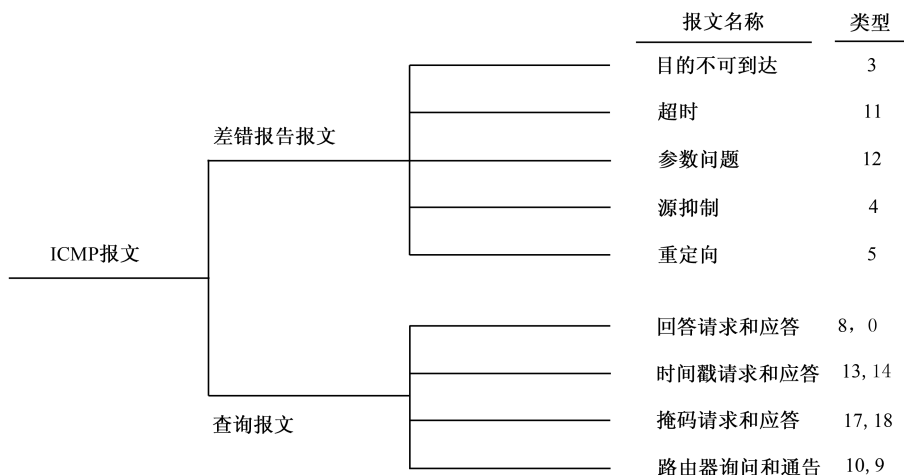 报文名称 类型
目的不可到达 3
超时 11
差错报告报文
参数问题 12
源抑制 4
ICMP报文
重定向 5
回答请求和应答 8，0
时间戳请求和应答 13,14
查询报文
掩码请求和应答 17,18
路由器询问和通告 10,9